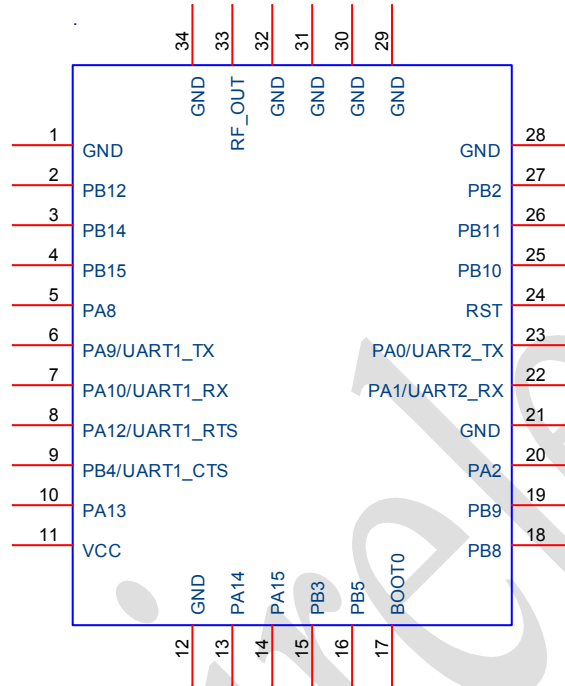 34 33 32 31 30 29
GND RF_OUT GND GND GND GND
1 GND GND 28
2 PB12 PB2 27
3 PB14 PB11 26
4 PB15 PB10 25
5 PA8 RST 24
6 PA9/UART1_TX PA0/UART2_TX 23
7 PA10/UART1_RX PA1/UART2_RX 22
8 PA12/UART1_RTS GND 21
9 PB4/UART1_CTS PA2 20
10 PA13 PB9 19
11 VCC PB8 18
GND PA14 PA15 PB3 PB5 BOOT0
12 13 14 15 16 17